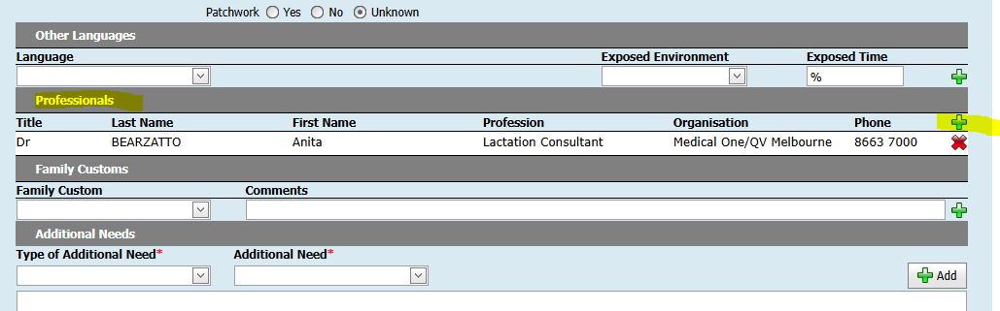 Patchwork Yes No Unknown
Other Languages
Language Exposed Environment Exposed Time
%
Professionals
Title Last Name First Name Profession Organisation Phone
Dr BEARZATTO Anita Lactation Consultant Medical One/QV Melbourne 8663 7000
Family Customs
Family Custom Comments
Additional Needs
Type of Additional Need* Additional Need*
Add